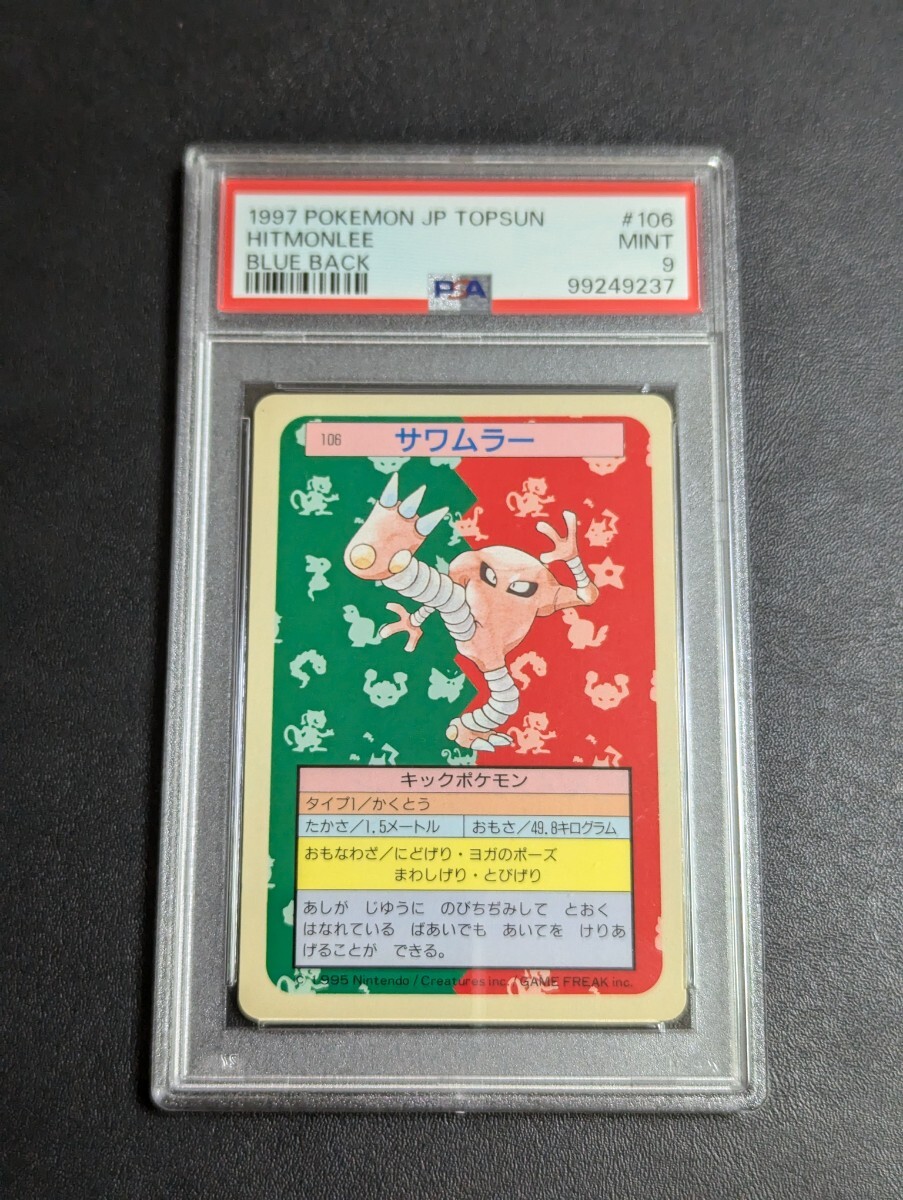 1997 POKEMON JP TOPSUN #106
HITMONLEE MINT
BLUE BACK 9
PSA 99249237
106 サワムラー
キックポケモン
タイプ1/かくとう
たかさ/1.5メートル おもさ/49.8キログラム
おもなわざ/にどげり・ヨガのポーズ
まわしげり・とびげり
あしが じゆうに のびちぢみして とおく
はなれている ばあいでも あいてを けりあ
げることが できる。
© 1995 Nintendo / Creatures inc. / GAME FREAK inc.